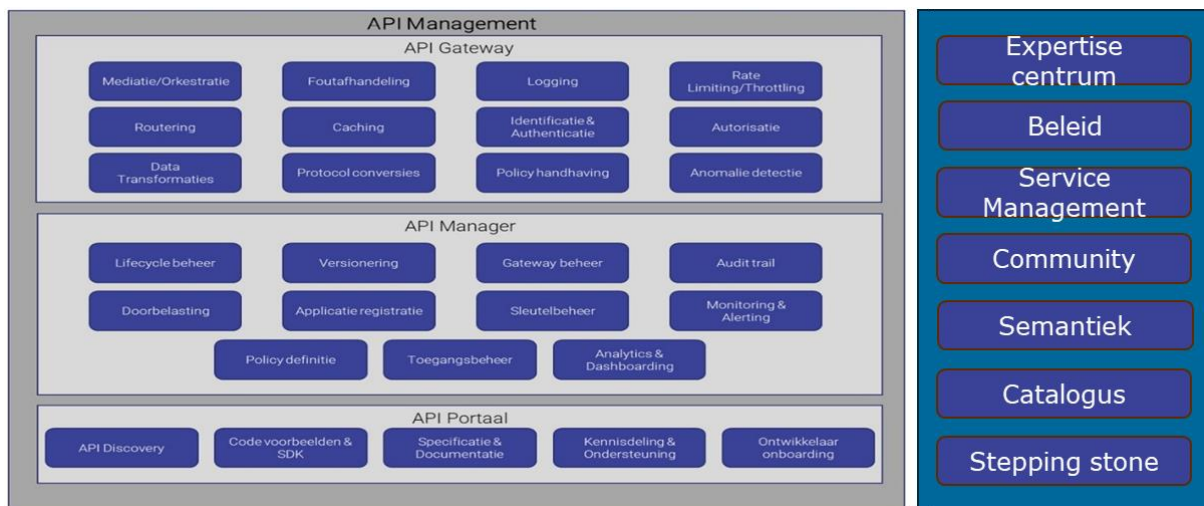 API Management
API Gateway
Mediatie/Orkestratie
Foutafhandeling
Logging
Rate
Limiting/Throttling
Routering
Caching
Identificatie &
Authenticatie
Autorisatie
Data
Transformaties
Protocol conversies
Policy handhaving
Anomalie detectie
API Manager
Lifecycle beheer
Versionering
Gateway beheer
Audit trail
Doorbelasting
Applicatie registratie
Sleutelbeheer
Monitoring &
Alerting
Policy definitie
Toegangsbeheer
Analytics &
Dashboarding
API Portaal
API Discovery
Code voorbeelden &
SDK
Specificatie &
Documentatie
Kennisdeling &
Ondersteuning
Ontwikkelaar
onboarding
Expertise
centrum
Beleid
Service
Management
Community
Semantiek
Catalogus
Stepping stone